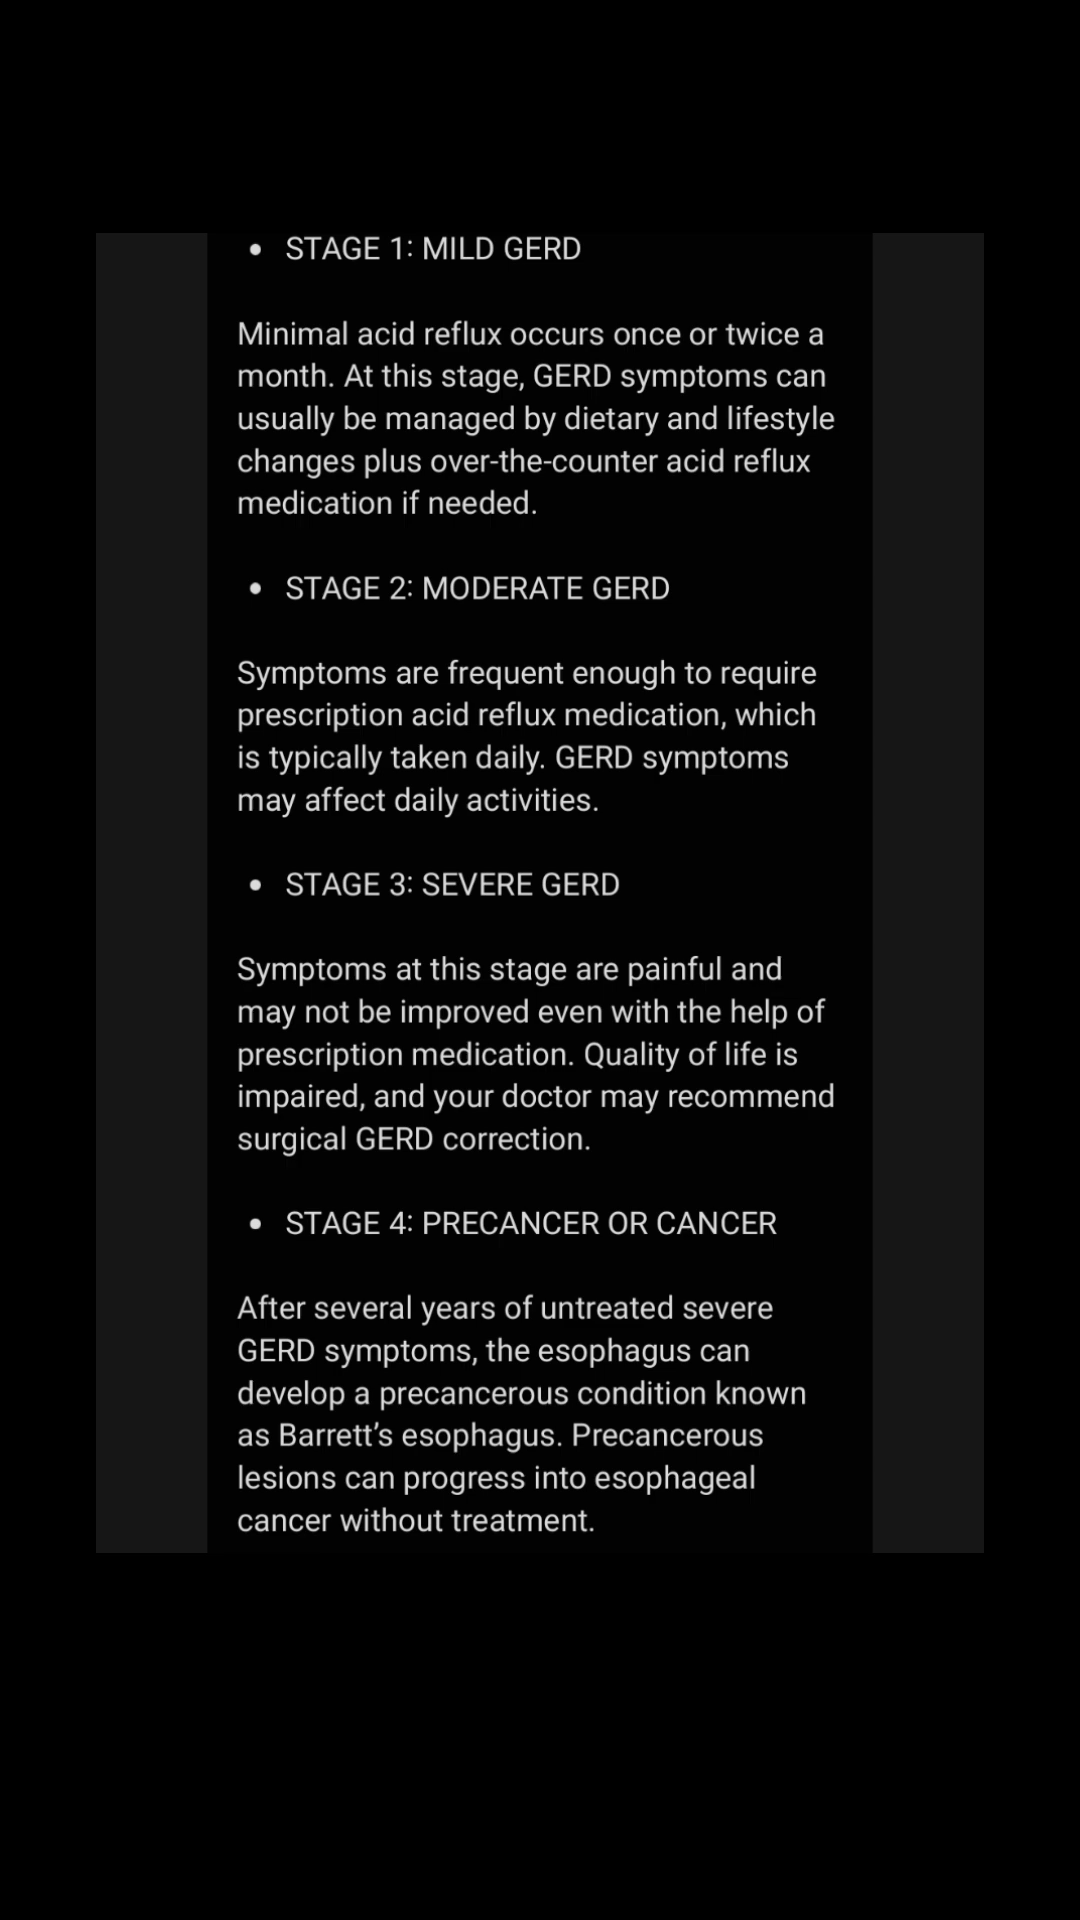 • STAGE 1: MILD GERD
Minimal acid reflux occurs once or twice a
month. At this stage, GERD symptoms can
usually be managed by dietary and lifestyle
changes plus over-the-counter acid reflux
medication if needed.
• STAGE 2: MODERATE GERD
Symptoms are frequent enough to require
prescription acid reflux medication, which
is typically taken daily. GERD symptoms
may affect daily activities.
• STAGE 3: SEVERE GERD
Symptoms at this stage are painful and
may not be improved even with the help of
prescription medication. Quality of life is
impaired, and your doctor may recommend
surgical GERD correction.
• STAGE 4: PRECANCER OR CANCER
After several years of untreated severe
GERD symptoms, the esophagus can
develop a precancerous condition known
as Barrett’s esophagus. Precancerous
lesions can progress into esophageal
cancer without treatment.